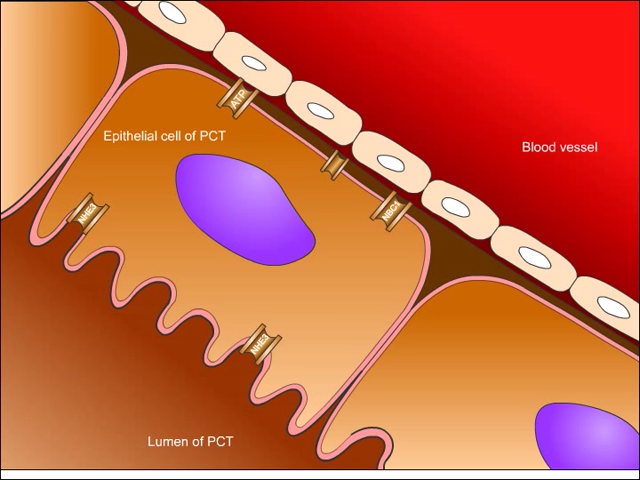 ATP
Epithelial cell of PCT
Blood vessel
NHE3
NBC1
NHE3
Lumen of PCT